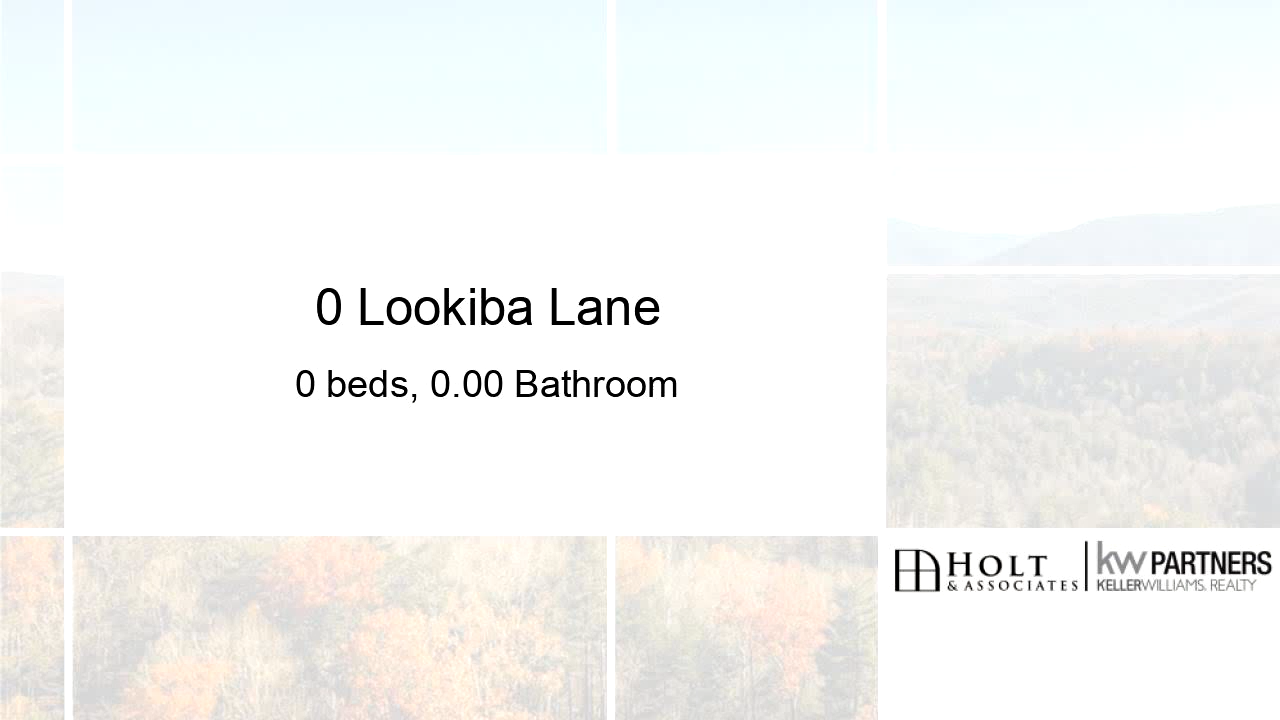 0 Lookiba Lane
0 beds, 0.00 Bathroom
HOLT
& ASSOCIATES
kw PARTNERS
KELLERWILLIAMS. REALTY